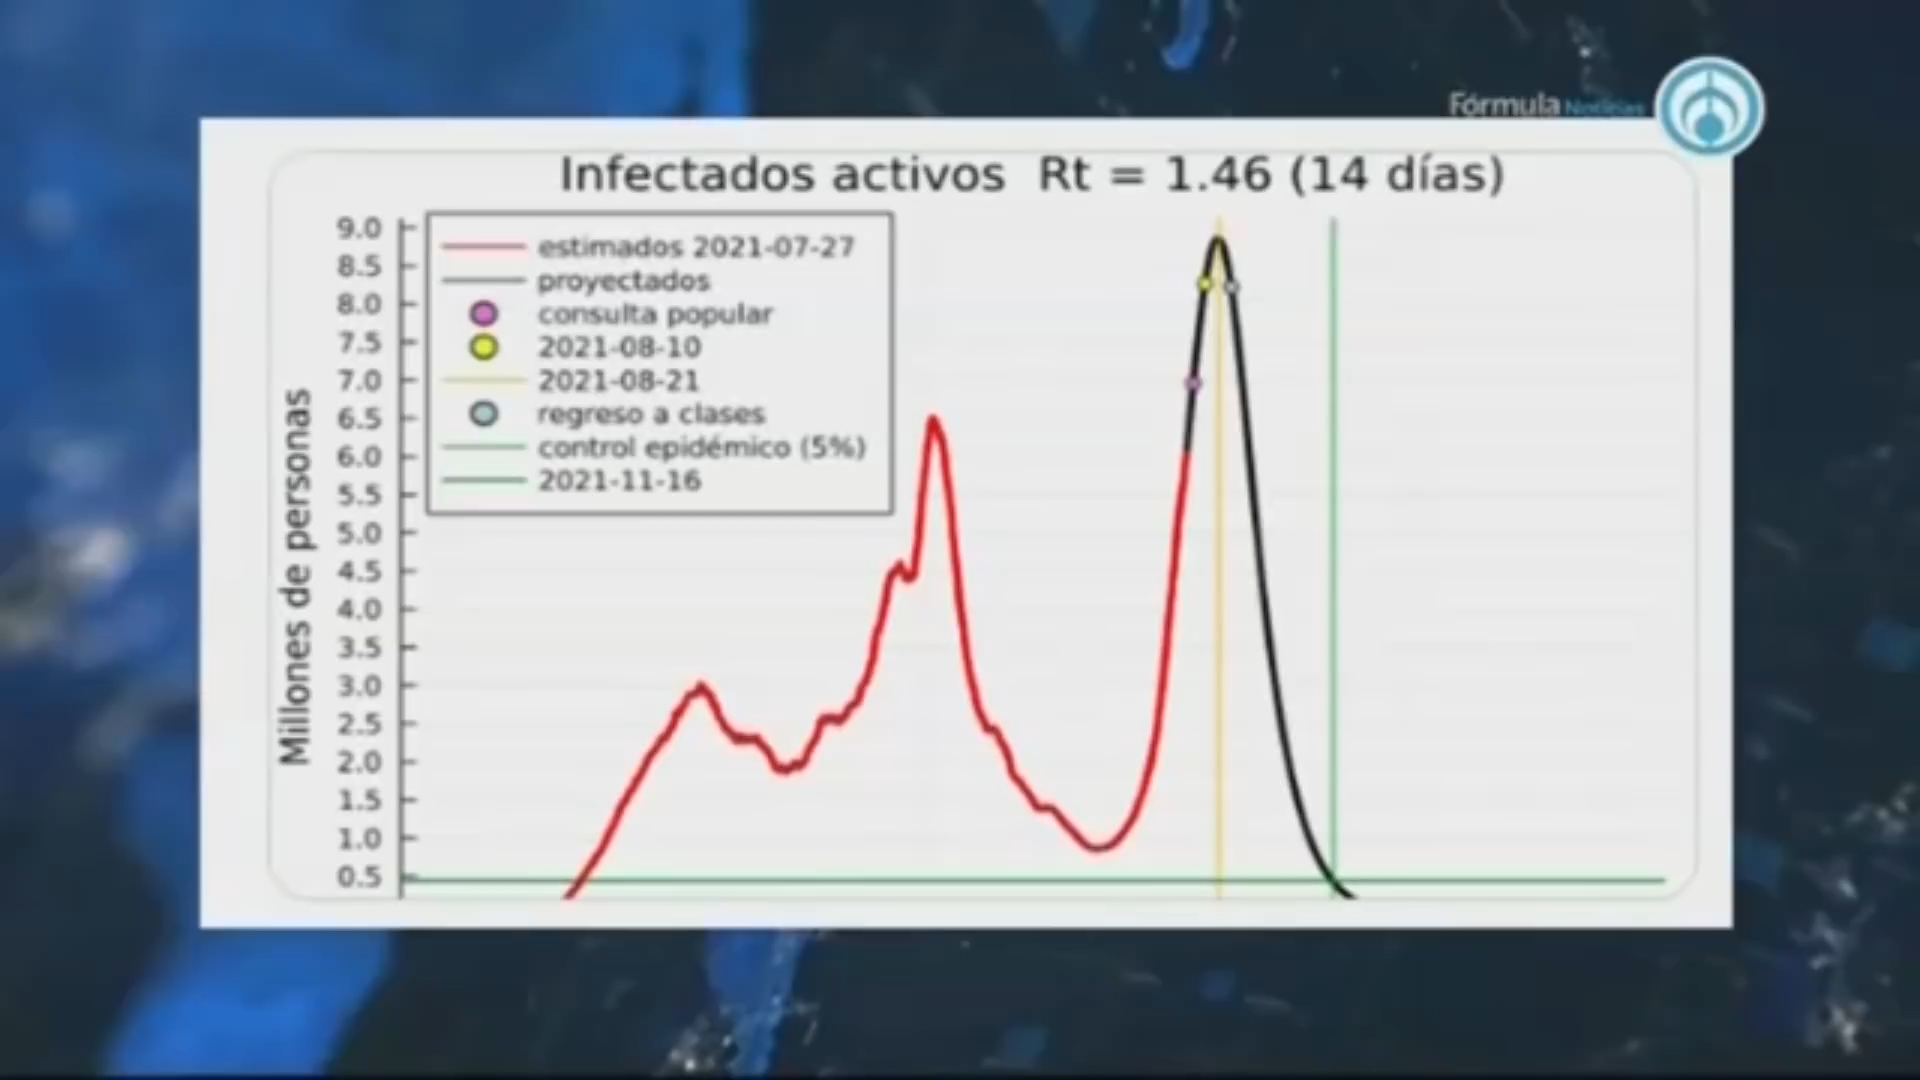 Fórmula Noticias
Infectados activos Rt = 1.46 (14 días)
Millones de personas
9.0
8.5
8.0
7.5
7.0
6.5
6.0
5.5
5.0
4.5
4.0
3.5
3.0
2.5
2.0
1.5
1.0
0.5
estimados 2021-07-27
proyectados
consulta popular
2021-08-10
2021-08-21
regreso a clases
control epidémico (5%)
2021-11-16